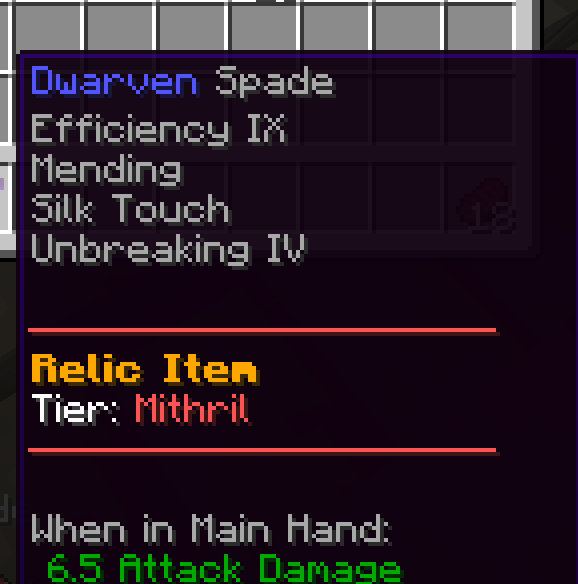 Dwarven Spade
Efficiency IX
Mending
Silk Touch
Unbreaking IV
18
Relic Item
Tier: Mithril
When in Main Hand:
6.5 Attack Damage